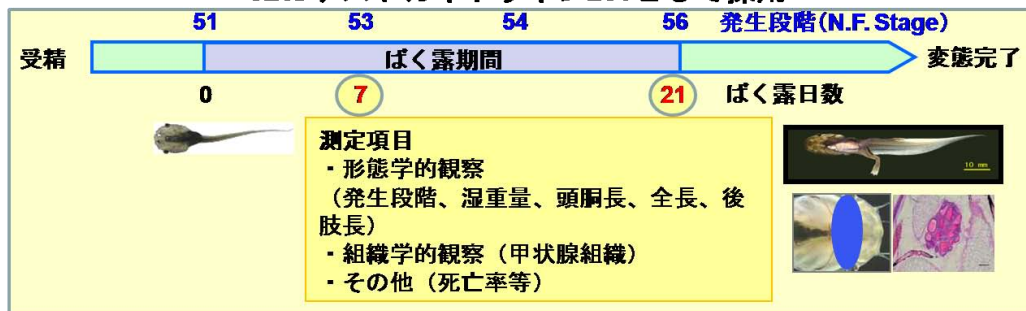 51 53 54 56 発生段階(N.F. Stage)
受精 ばく露期間 変態完了
0 7 21 ばく露日数
測定項目
・形態学的観察
（発生段階、湿重量、頭胴長、全長、後
肢長）
・組織学的観察（甲状腺組織）
・その他（死亡率等）
10 mm